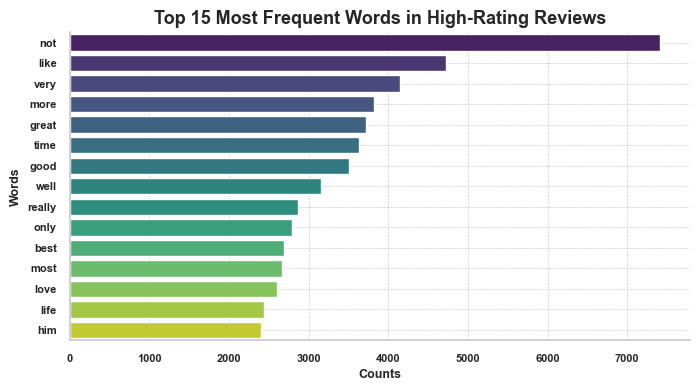 Top 15 Most Frequent Words in High-Rating Reviews
Words
not
like
very
more
great
time
good
well
really
only
best
most
love
life
him
0 1000 2000 3000 4000 5000 6000 7000
Counts